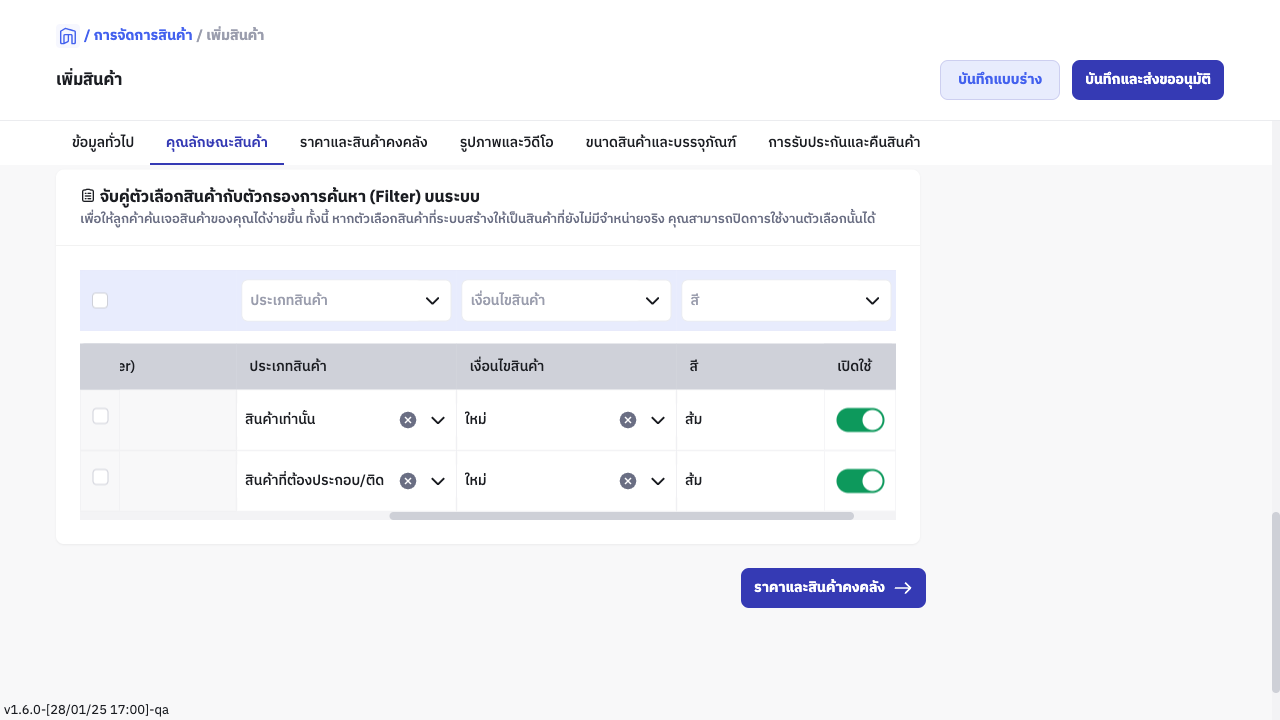 / การจัดการสินค้า / เพิ่มสินค้า
เพิ่มสินค้า
บันทึกแบบร่าง
บันทึกและส่งขออนุมัติ
ข้อมูลทั่วไป คุณลักษณะสินค้า ราคาและสินค้าคงคลัง รูปภาพและวิดีโอ ขนาดสินค้าและบรรจุภัณฑ์ การรับประกันและคืนสินค้า
จับคู่ตัวเลือกสินค้ากับตัวกรองการค้นหา (Filter) บนระบบ
เพื่อให้ลูกค้าค้นเจอสินค้าของคุณได้ง่ายขึ้น ทั้งนี้ หากตัวเลือกสินค้าที่ระบบสร้างให้เป็นสินค้าที่ยังไม่มีจำหน่ายจริง คุณสามารถปิดการใช้งานตัวเลือกนั้นได้
ประเภทสินค้า เงื่อนไขสินค้า สี
er) ประเภทสินค้า เงื่อนไขสินค้า สี เปิดใช้
สินค้าเท่านั้น ใหม่ ส้ม
สินค้าที่ต้องประกอบ/ติด ใหม่ ส้ม
ราคาและสินค้าคงคลัง
v1.6.0-[28/01/25 17:00]-qa